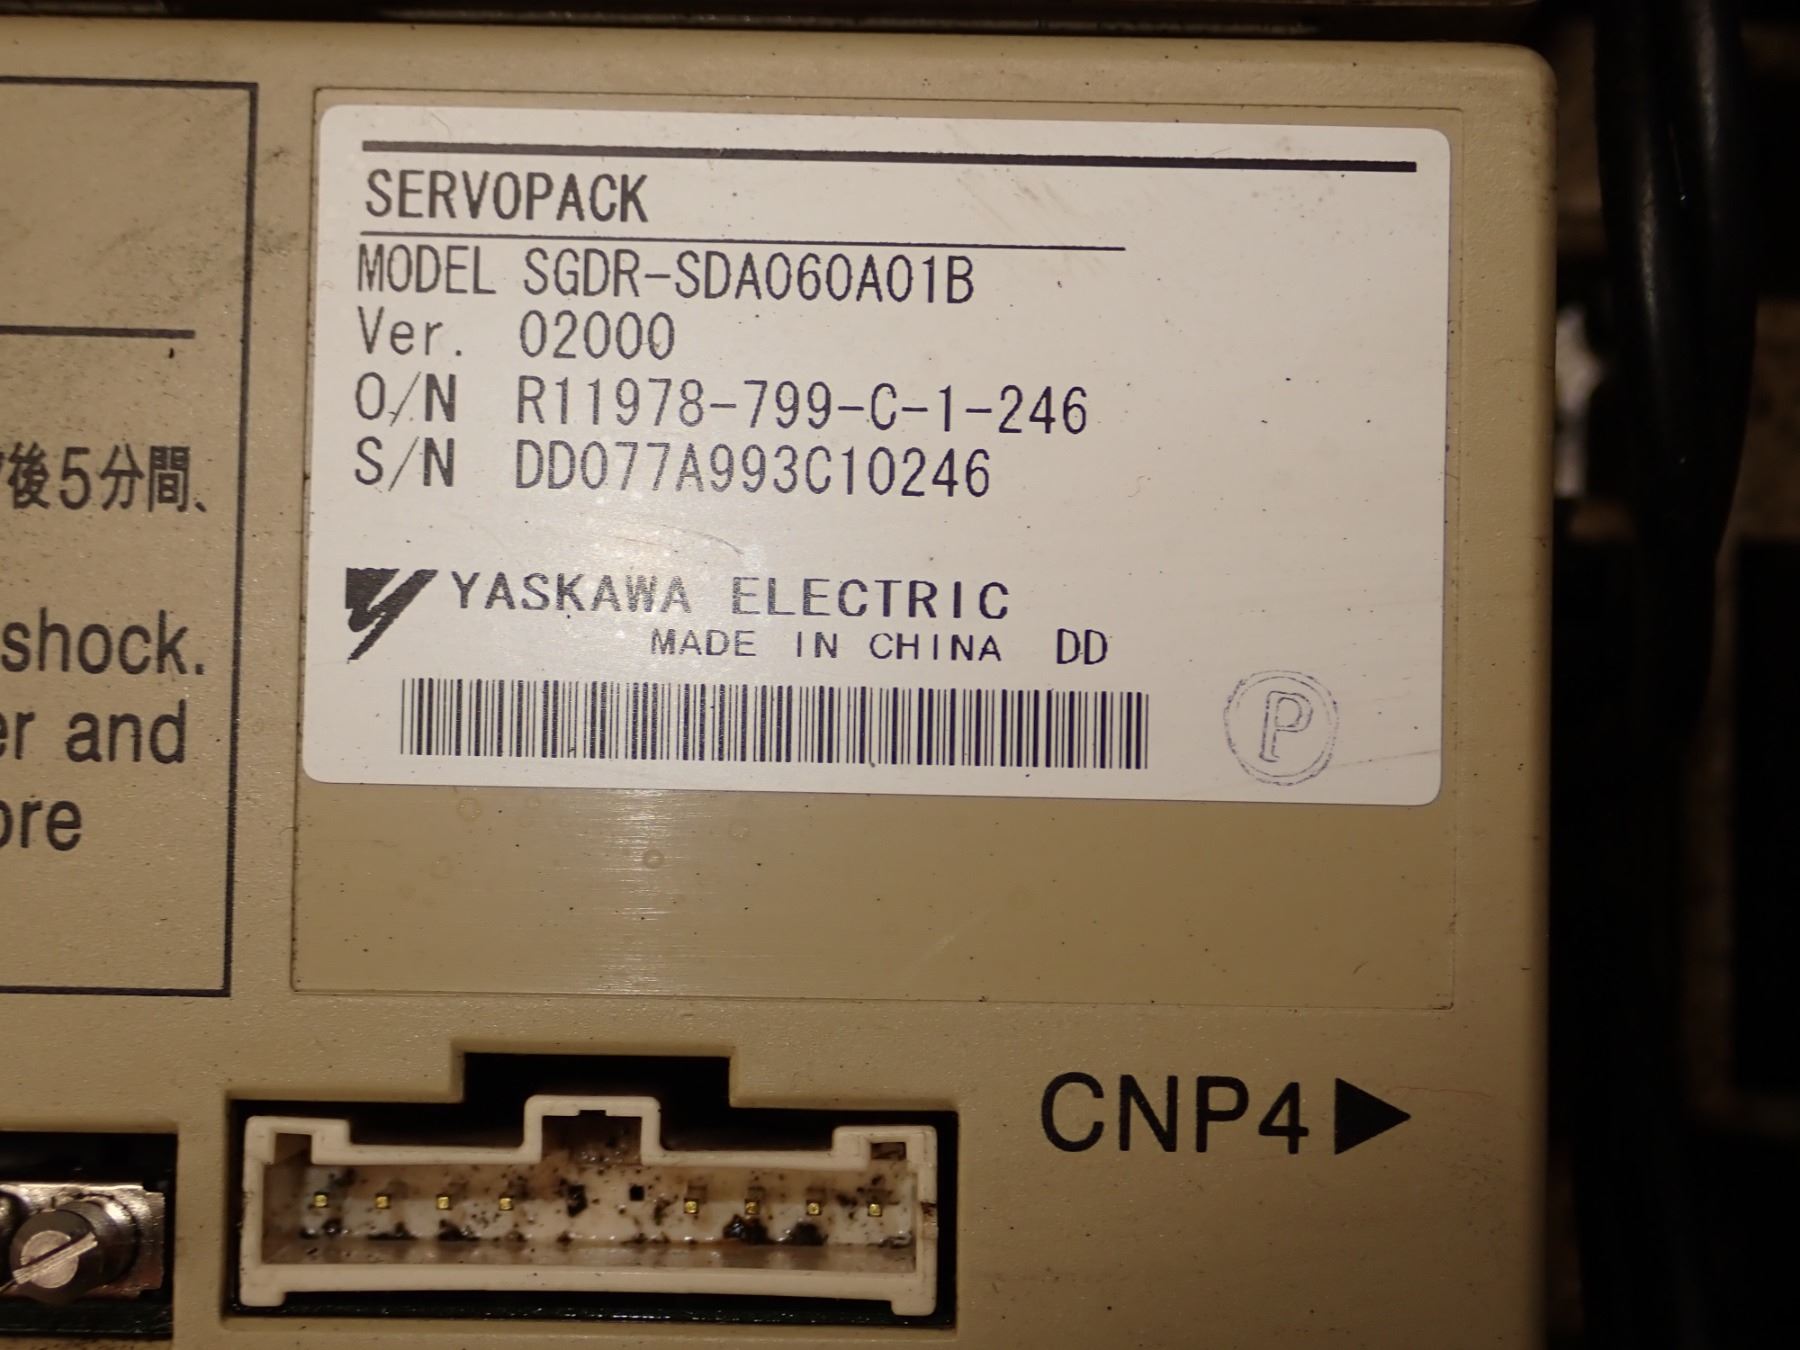 SERVOPACK
MODEL SGDR-SDA060A01B
Ver. 02000
O/N R11978-799-C-1-246
S/N DD077A993C10246
YASKAWA ELECTRIC
MADE IN CHINA DD
P
後5分間、
shock.
and
CNP4▶